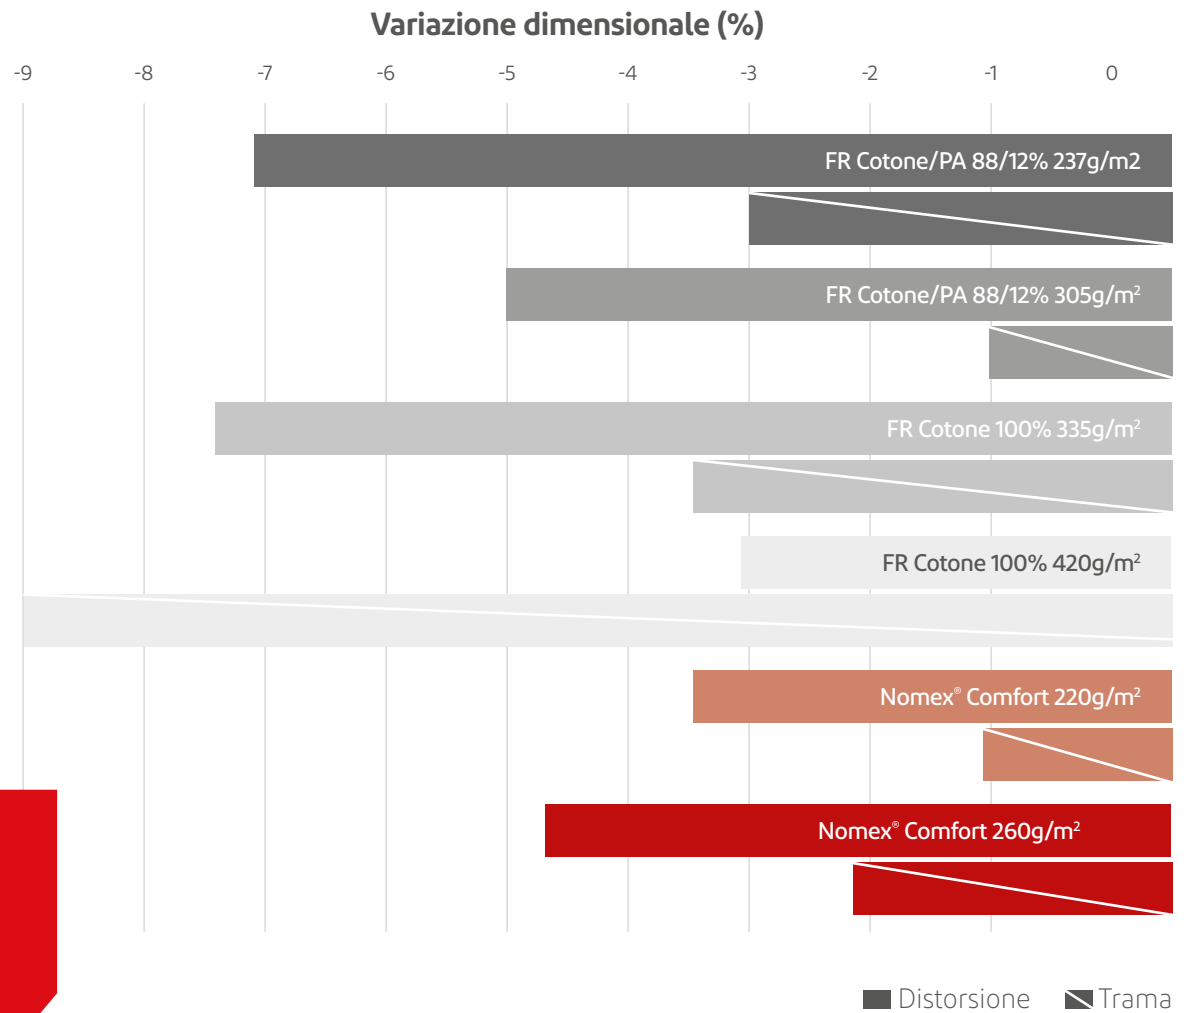 Variazione dimensionale (%)
-9 -8 -7 -6 -5 -4 -3 -2 -1 0
FR Cotone/PA 88/12% 237g/m2
FR Cotone/PA 88/12% 305g/m²
FR Cotone 100% 335g/m²
FR Cotone 100% 420g/m²
Nomex® Comfort 220g/m²
Nomex® Comfort 260g/m²
Distorsione Trama